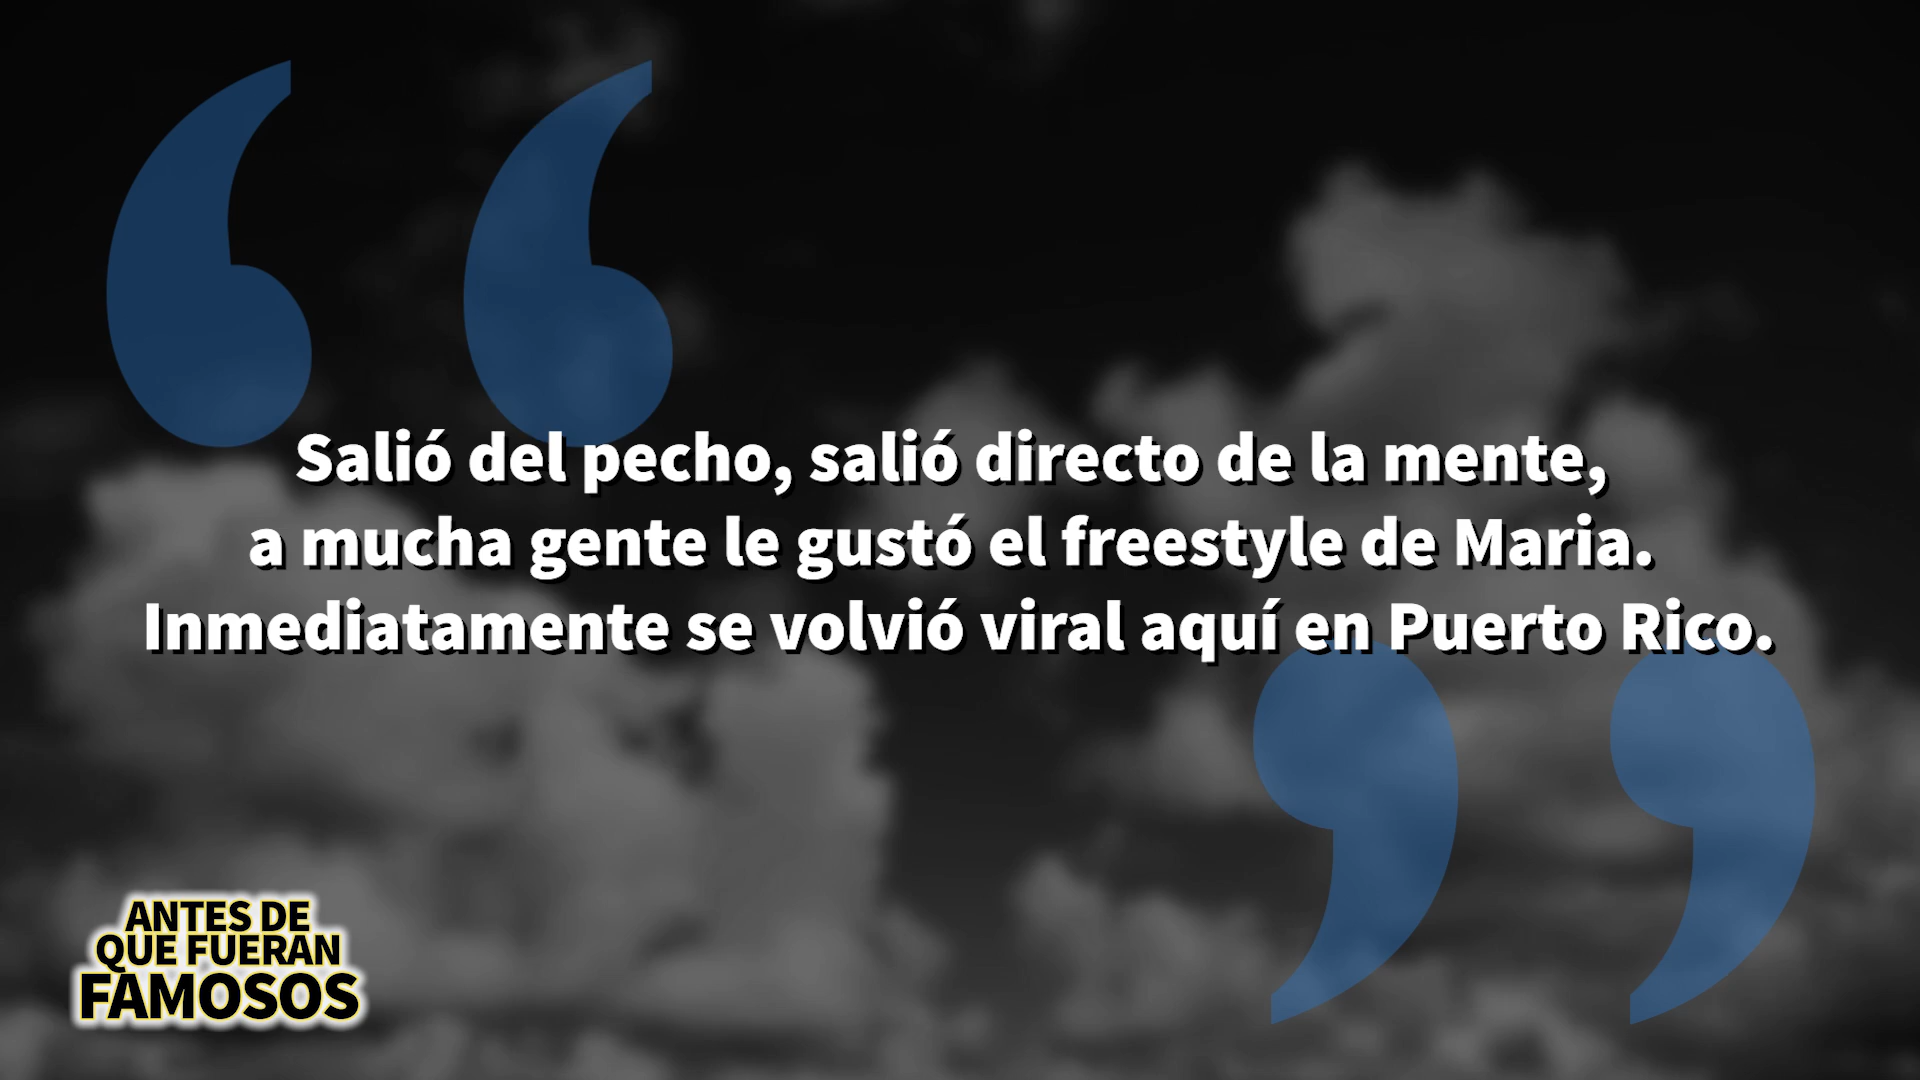 Salió del pecho, salió directo de la mente,
a mucha gente le gustó el freestyle de Maria.
Inmediatamente se volvió viral aquí en Puerto Rico.
ANTES DE
QUE FUERAN
FAMOSOS